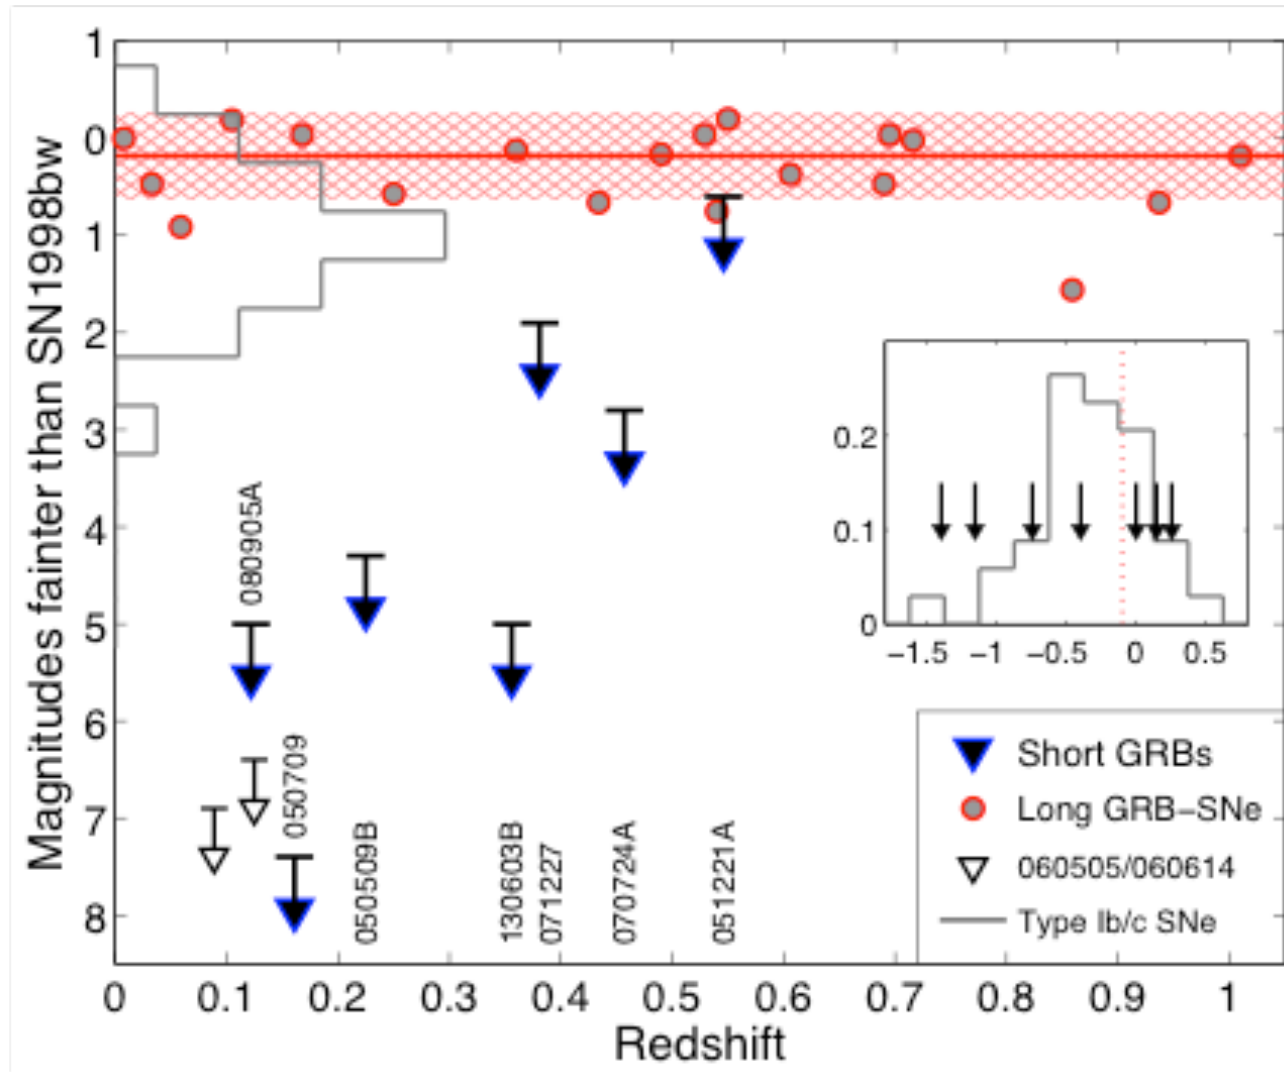 Magnitudes fainter than SN1998bw
1
0
1
2
3
4
5
6
7
8
080905A
050709
050509B
130603B
071227
070724A
051221A
0.2
0.1
0
−1.5 −1 −0.5 0 0.5
Short GRBs
Long GRB−SNe
060505/060614
Type Ib/c SNe
0 0.1 0.2 0.3 0.4 0.5 0.6 0.7 0.8 0.9 1
Redshift